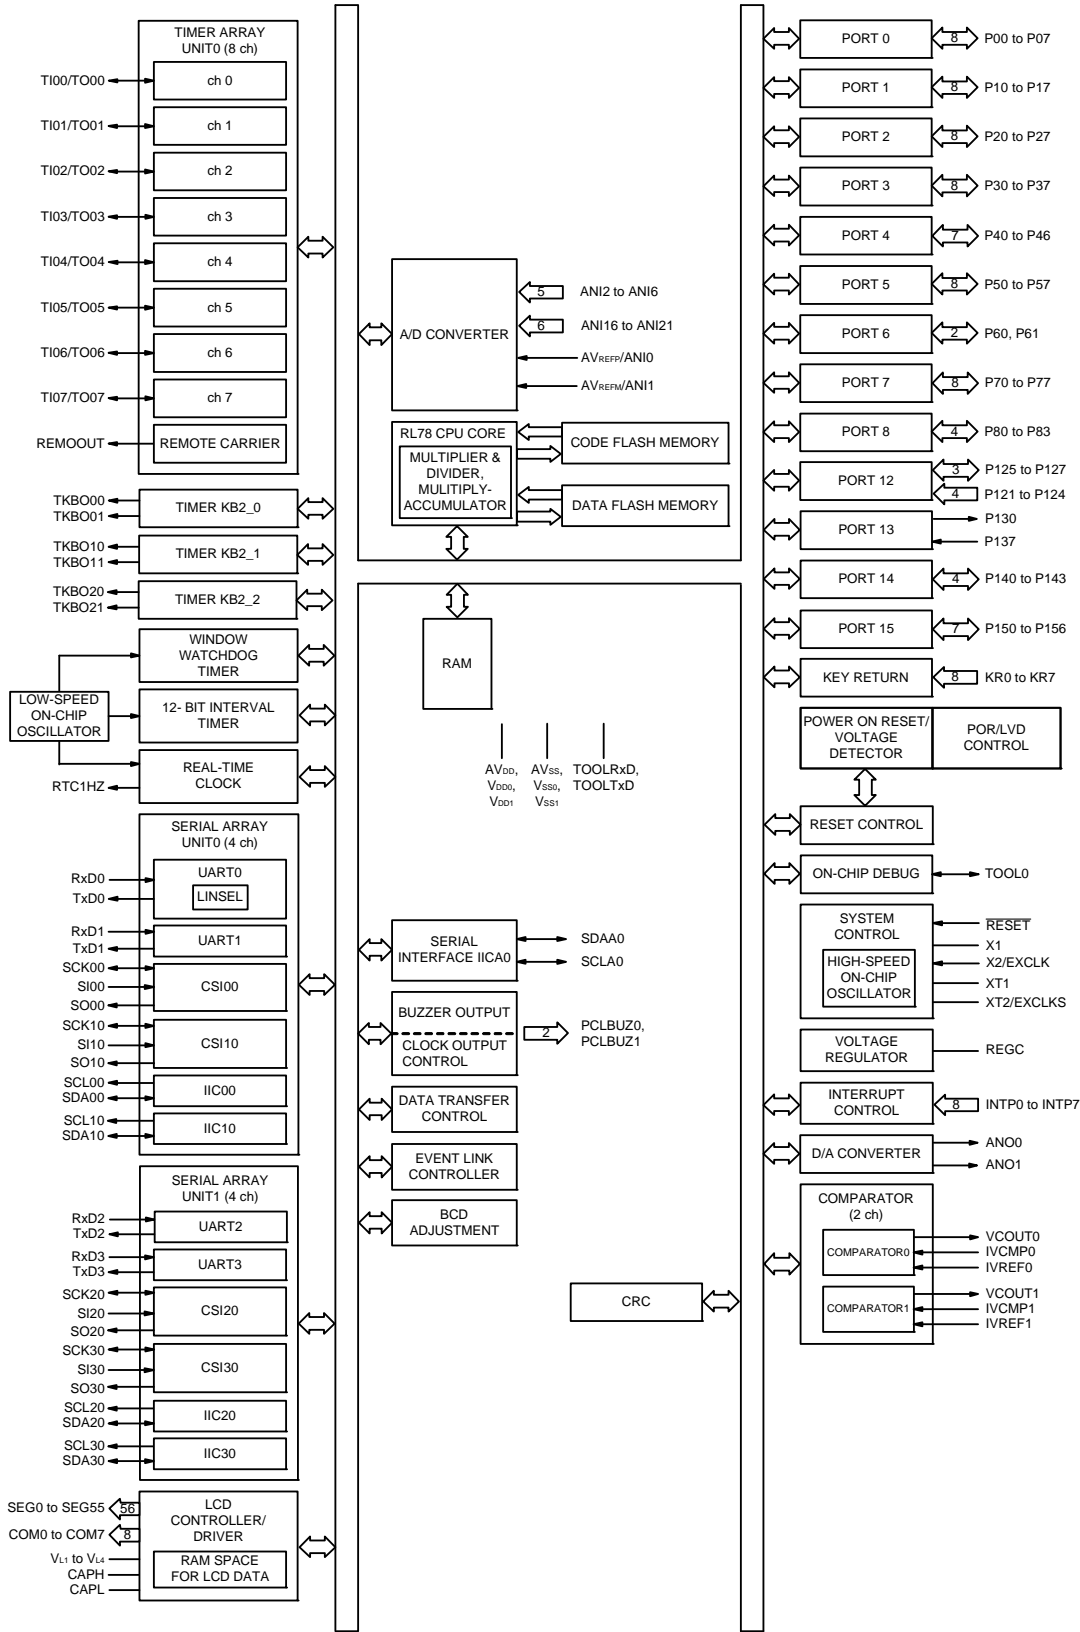 TIMER ARRAY
UNIT0 (8 ch)
TI00/TO00
ch 0
TI01/TO01
ch 1
TI02/TO02
ch 2
TI03/TO03
ch 3
TI04/TO04
ch 4
TI05/TO05
ch 5
TI06/TO06
ch 6
TI07/TO07
ch 7
REMOOUT
REMOTE CARRIER
TKBO00
TKBO01
TIMER KB2_0
TKBO10
TKBO11
TIMER KB2_1
TKBO20
TKBO21
TIMER KB2_2
WINDOW
WATCHDOG
TIMER
LOW-SPEED
ON-CHIP
OSCILLATOR
12- BIT INTERVAL
TIMER
REAL-TIME
CLOCK
RTC1HZ
SERIAL ARRAY
UNIT0 (4 ch)
RxD0
TxD0
UART0
LINSEL
RxD1
TxD1
UART1
SCK00
SI00
SO00
CSI00
SCK10
SI10
SO10
CSI10
SCL00
SDA00
IIC00
SCL10
SDA10
IIC10
SERIAL ARRAY
UNIT1 (4 ch)
RxD2
TxD2
UART2
RxD3
TxD3
UART3
SCK20
SI20
SO20
CSI20
SCK30
SI30
SO30
CSI30
SCL20
SDA20
IIC20
SCL30
SDA30
IIC30
SEG0 to SEG55
56
COM0 to COM7
8
VL1 to VL4
CAPH
CAPL
LCD
CONTROLLER/
DRIVER
RAM SPACE
FOR LCD DATA
A/D CONVERTER
5
ANI2 to ANI6
6
ANI16 to ANI21
AVREFP/ANI0
AVREFM/ANI1
RL78 CPU CORE
MULTIPLIER &
DIVIDER,
MULITIPLY-
ACCUMULATOR
CODE FLASH MEMORY
DATA FLASH MEMORY
RAM
AVDD,
VDD0,
VDD1
AVSS,
VSS0,
VSS1
TOOLRxD,
TOOLTxD
SERIAL
INTERFACE IICA0
SDAA0
SCLA0
BUZZER OUTPUT
CLOCK OUTPUT
CONTROL
2
PCLBUZ0,
PCLBUZ1
DATA TRANSFER
CONTROL
EVENT LINK
CONTROLLER
BCD
ADJUSTMENT
CRC
PORT 0
8
P00 to P07
PORT 1
8
P10 to P17
PORT 2
8
P20 to P27
PORT 3
8
P30 to P37
PORT 4
7
P40 to P46
PORT 5
8
P50 to P57
PORT 6
2
P60, P61
PORT 7
8
P70 to P77
PORT 8
4
P80 to P83
PORT 12
3
P125 to P127
4
P121 to P124
PORT 13
P130
P137
PORT 14
4
P140 to P143
PORT 15
7
P150 to P156
KEY RETURN
8
KR0 to KR7
POWER ON RESET/
VOLTAGE
DETECTOR
POR/LVD
CONTROL
RESET CONTROL
ON-CHIP DEBUG
TOOL0
SYSTEM
CONTROL
HIGH-SPEED
ON-CHIP
OSCILLATOR
RESET
X1
X2/EXCLK
XT1
XT2/EXCLKS
VOLTAGE
REGULATOR
REGC
INTERRUPT
CONTROL
8
INTP0 to INTP7
D/A CONVERTER
ANO0
ANO1
COMPARATOR
(2 ch)
COMPARATOR0
VCOUT0
IVCMP0
IVREF0
COMPARATOR1
VCOUT1
IVCMP1
IVREF1